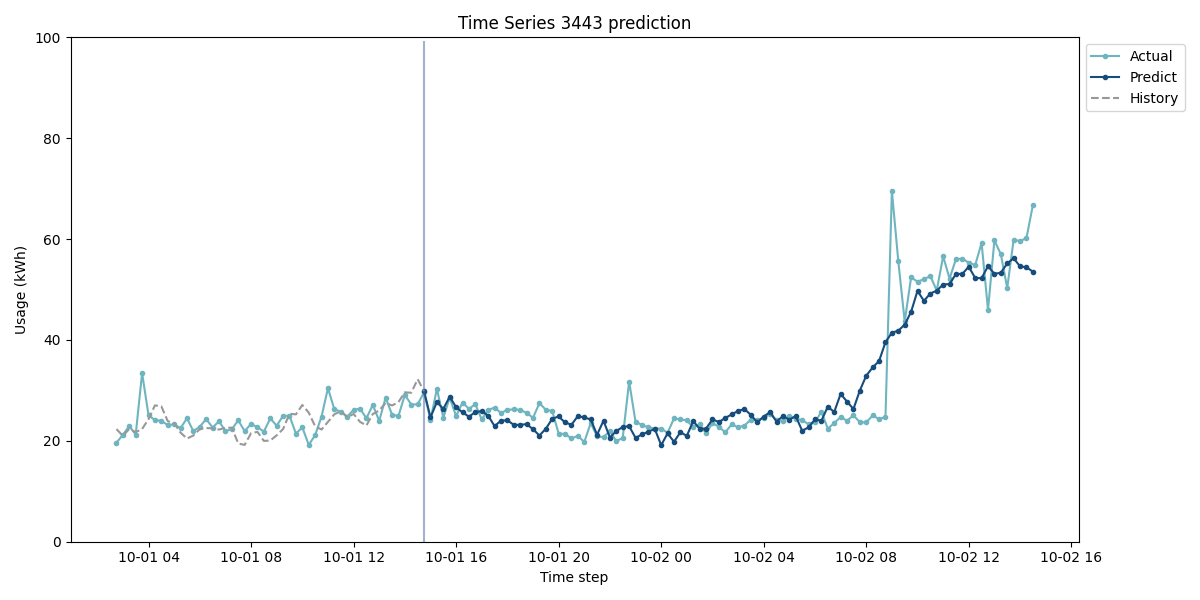 Time Series 3443 prediction
100
80
60
40
20
0
Usage (kWh)
10-01 04
10-01 08
10-01 12
10-01 16
10-01 20
10-02 00
10-02 04
10-02 08
10-02 12
10-02 16
Time step
Actual
Predict
History